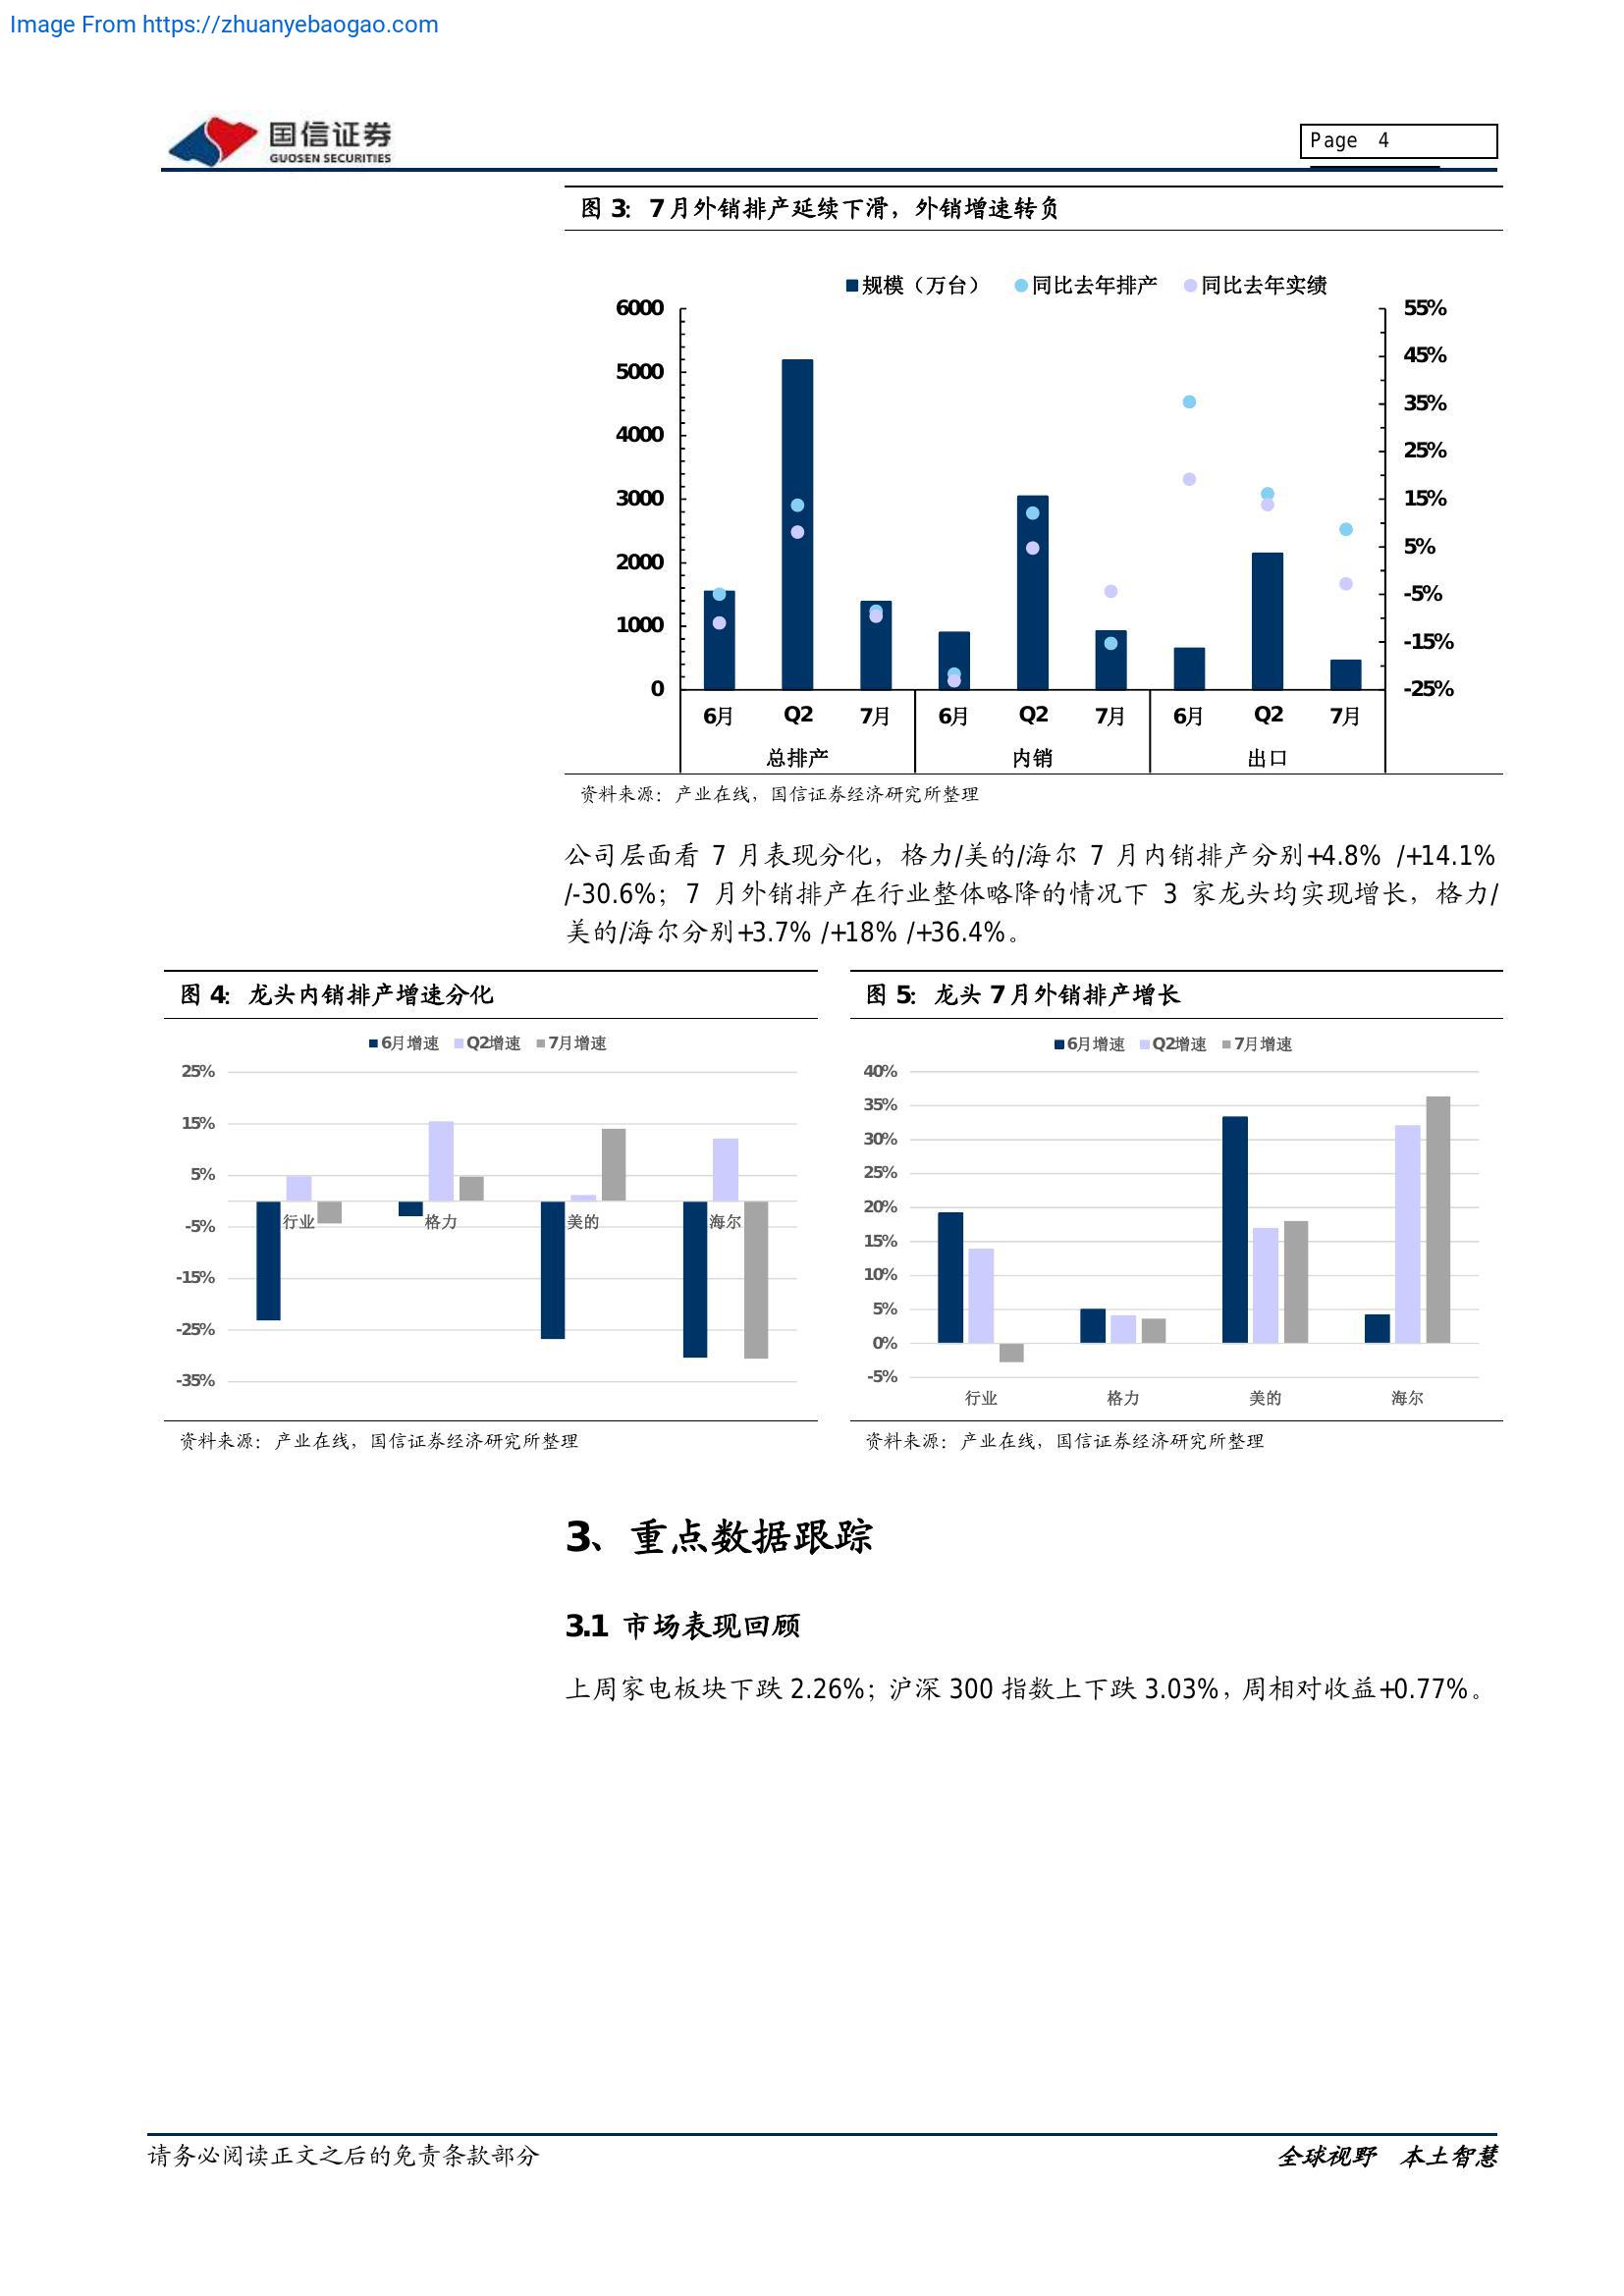 Image From https://zhuanyebaogao.com
国信证券
GUOSEN SECURITIES
Page 4
图 3：7 月外销排产延续下滑，外销增速转负
规模（万台） 同比去年排产 同比去年实绩
6000 55%
5000 45%
4000 35%
3000 25%
2000 15%
1000 5%
0 -5%
-15%
-25%
6月 Q2 7月 6月 Q2 7月 6月 Q2 7月
总排产 内销 出口
资料来源：产业在线，国信证券经济研究所整理
公司层面看 7 月表现分化，格力/美的/海尔 7 月内销排产分别+4.8% /+14.1%
/-30.6%；7 月外销排产在行业整体略降的情况下 3 家龙头均实现增长，格力/
美的/海尔分别+3.7% /+18% /+36.4%。
图 4：龙头内销排产增速分化
6月增速 Q2增速 7月增速
25%
15%
5%
-5%
-15%
-25%
-35%
行业 格力 美的 海尔
资料来源：产业在线，国信证券经济研究所整理
图 5：龙头 7 月外销排产增长
6月增速 Q2增速 7月增速
40%
35%
30%
25%
20%
15%
10%
5%
0%
-5%
行业 格力 美的 海尔
资料来源：产业在线，国信证券经济研究所整理
3、重点数据跟踪
3.1 市场表现回顾
上周家电板块下跌 2.26%；沪深 300 指数上下跌 3.03%，周相对收益+0.77%。
请务必阅读正文之后的免责条款部分
全球视野 本土智慧